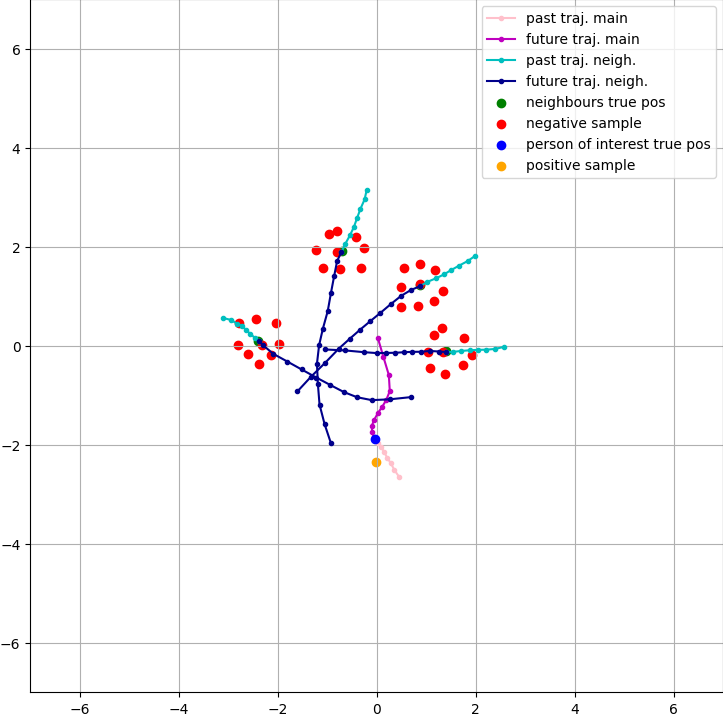 past traj. main
future traj. main
past traj. neigh.
future traj. neigh.
neighbours true pos
negative sample
person of interest true pos
positive sample
6
4
2
0
−2
−4
−6
−6 −4 −2 0 2 4 6